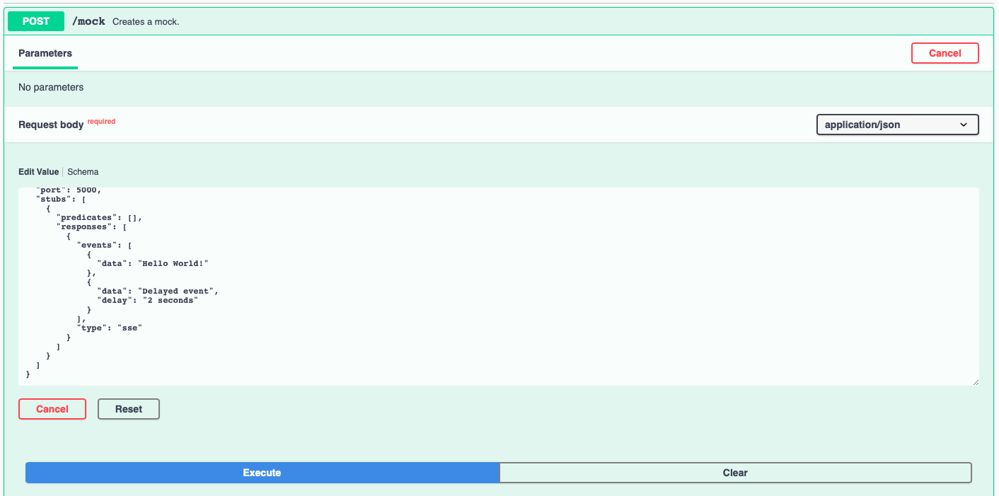 POST /mock Creates a mock.
Parameters
Cancel
No parameters
Request body required
application/json
Edit Value | Schema
"port": 5000,
"stubs": [
{
"predicates": [],
"responses": [
{
"events": [
{
"data": "Hello World!"
},
{
"data": "Delayed event",
"delay": "2 seconds"
}
],
"type": "sse"
}
]
}
]
}
Cancel Reset
Execute Clear